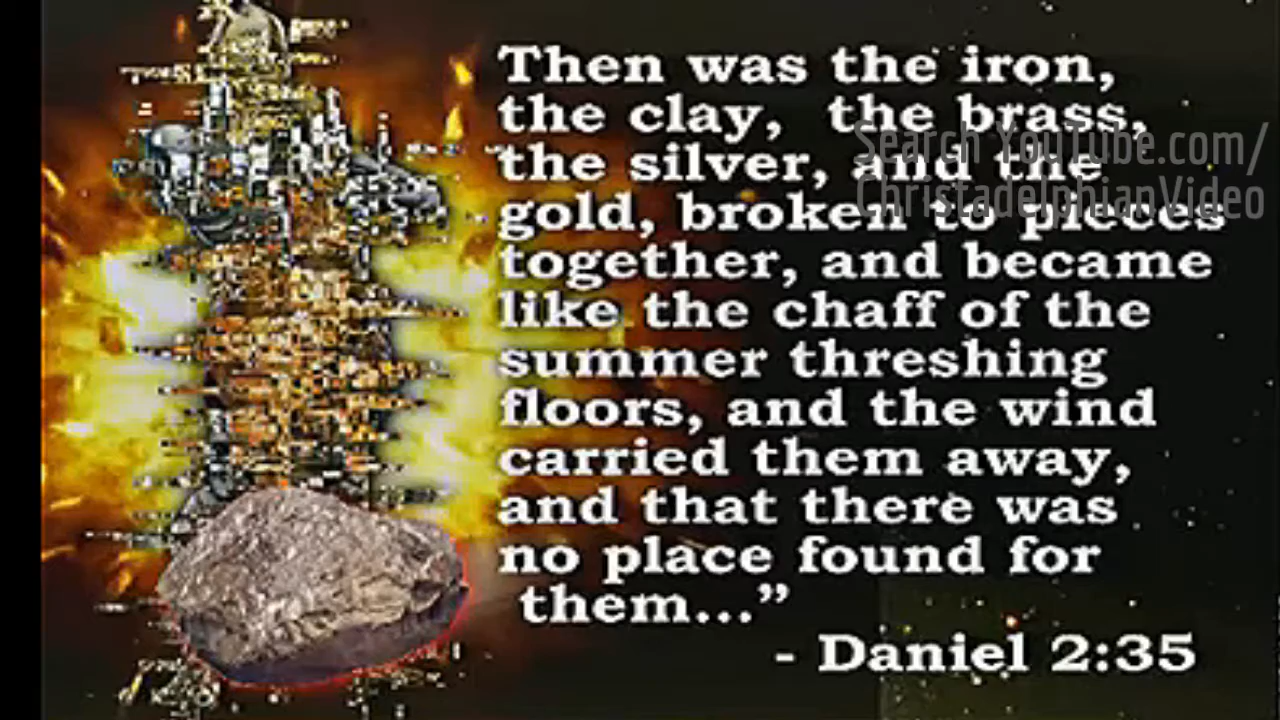 Then was the iron,
the clay, the brass,
the silver, and the
gold, broken to pieces
together, and became
like the chaff of the
summer threshing
floors, and the wind
carried them away,
and that there was
no place found for
them...”
- Daniel 2:35
Search YouTube.com/
ChristadelphianVideo